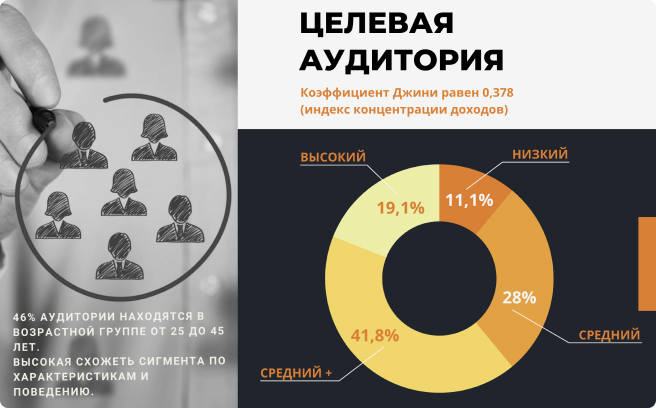 ЦЕЛЕВАЯ
АУДИТОРИЯ
Коэффициент Джини равен 0,378
(индекс концентрации доходов)
ВЫСОКИЙ
НИЗКИЙ
19,1%
11,1%
28%
41,8%
СРЕДНИЙ
СРЕДНИЙ +
46% АУДИТОРИИ НАХОДЯТСЯ В
ВОЗРАСТНОЙ ГРУППЕ ОТ 25 ДО 45
ЛЕТ.
ВЫСОКАЯ СХОЖЕТЬ СИГМЕНТА ПО
ХАРАКТЕРИСТИКАМ И
ПОВЕДЕНИЮ.